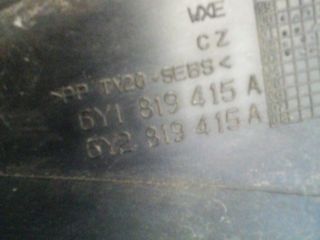 WXE
CZ
>PP TV20-SEBS<
6Y1 819 415 A
6Y2 819 415 A